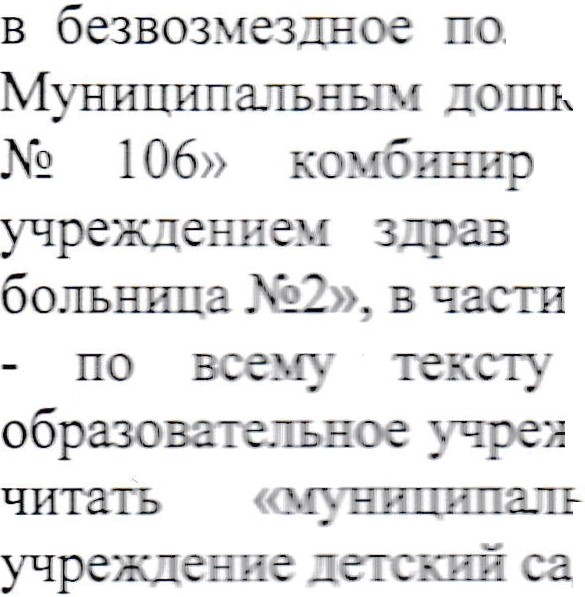 в безвозмездное по
Муниципальным дошк
№ 106» комбинир
учреждением здрав
больница №2», в части
- по всему тексту
образовательное учреж
читать «муниципаль
учреждение детский са